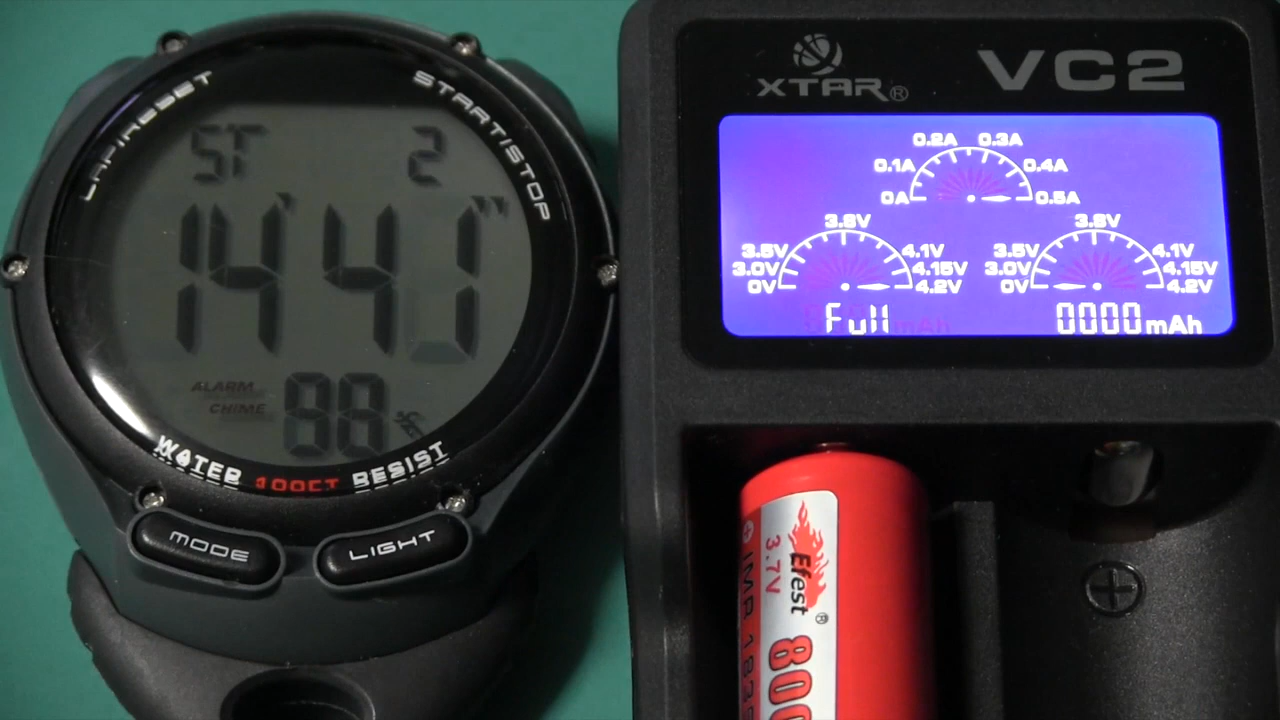 LAP/RESET
START/STOP
ST 2
14' 41"
ALARM
CHIME
88
WATER 100FT RESIST
MODE
LIGHT
XTAR®
VC2
0A 0.1A 0.2A 0.3A 0.4A 0.5A
0V 3.0V 3.5V 3.8V 4.1V 4.15V 4.2V
Full
0V 3.0V 3.5V 3.8V 4.1V 4.15V 4.2V
0000mAh
Efest®
3.7V
IMR
800